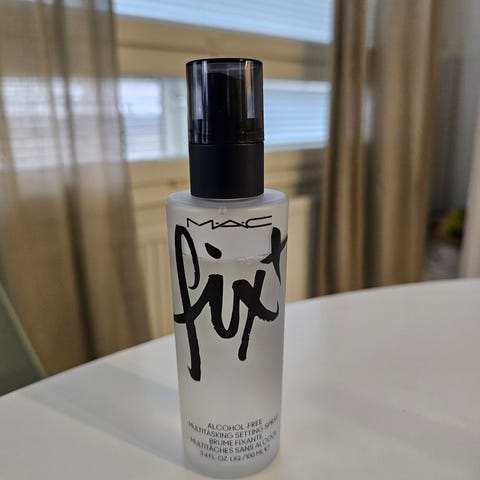 M·A·C
fix+
ALCOHOL-FREE
MULTITASKING SETTING SPRAY
BRUME FIXANTE
MULTITÂCHES SANS ALCOOL
3.4 FL. OZ. LIQ./100 ML ℮